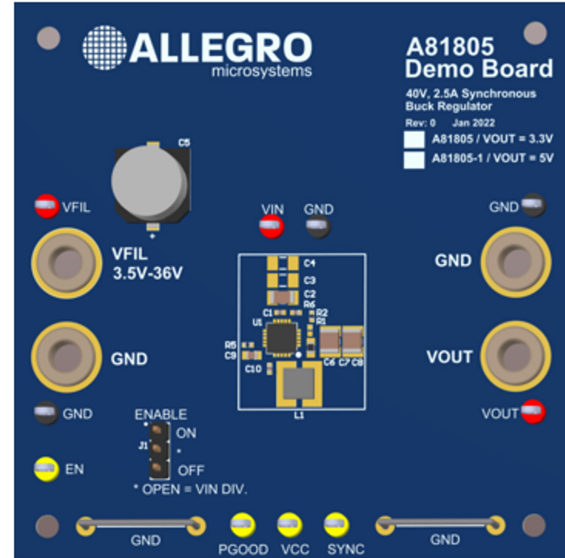 ALLEGRO
microsystems
A81805
Demo Board
40V, 2.5A Synchronous
Buck Regulator
Rev: 0 Jan 2022
A81805 / VOUT = 3.3V
A81805-1 / VOUT = 5V
C5
+
VFIL
VIN
GND
GND
VFIL
3.5V-36V
GND
C4
C3
C2
R6
C1
R2
R1
U1
R5
C9
C10
C6
C7
C8
L1
GND
VOUT
GND
VOUT
ENABLE
* ON
J1
*
OFF
* OPEN = VIN DIV.
EN
GND
PGOOD
VCC
SYNC
GND